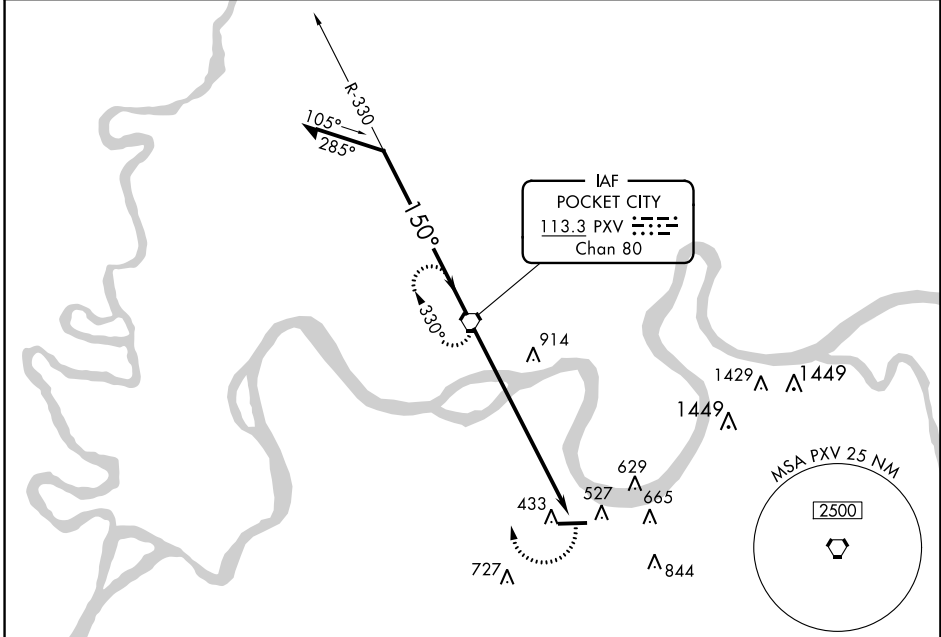 R-330
105°
285°
150°
IAF
POCKET CITY
113.3 PXV
Chan 80
330°
914
1429
1449
1449
MSA PXV 25 NM
2500
629
433
527
665
727
844